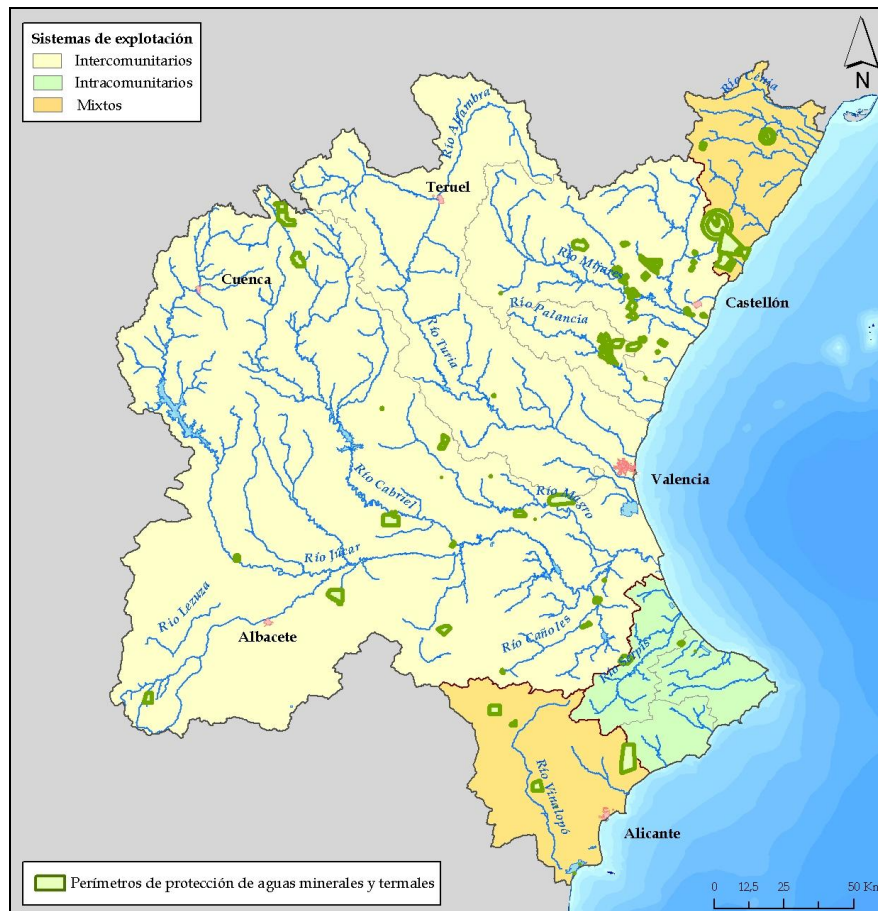 Sistemas de explotación
Intercomunitarios
Intracomunitarios
Mixtos
N
Río Cenia
Río Alfambra
Teruel
Cuenca
Río Mijares
Castellón
Río Palancia
Río Turia
Valencia
Río Cabriel
Río Magro
Río Júcar
Río Lezuza
Albacete
Río Cañoles
Río Serpis
Río Vinalopó
Alicante
Perímetros de protección de aguas minerales y termales
0 12,5 25 50 Km